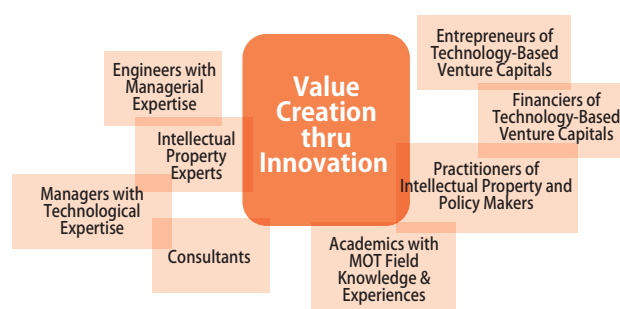 Engineers with
Managerial
Expertise
Intellectual
Property
Experts
Managers with
Technological
Expertise
Consultants
Value
Creation
thru
Innovation
Entrepreneurs of
Technology-Based
Venture Capitals
Financiers of
Technology-Based
Venture Capitals
Practitioners of
Intellectual Property and
Policy Makers
Academics with
MOT Field
Knowledge &
Experiences